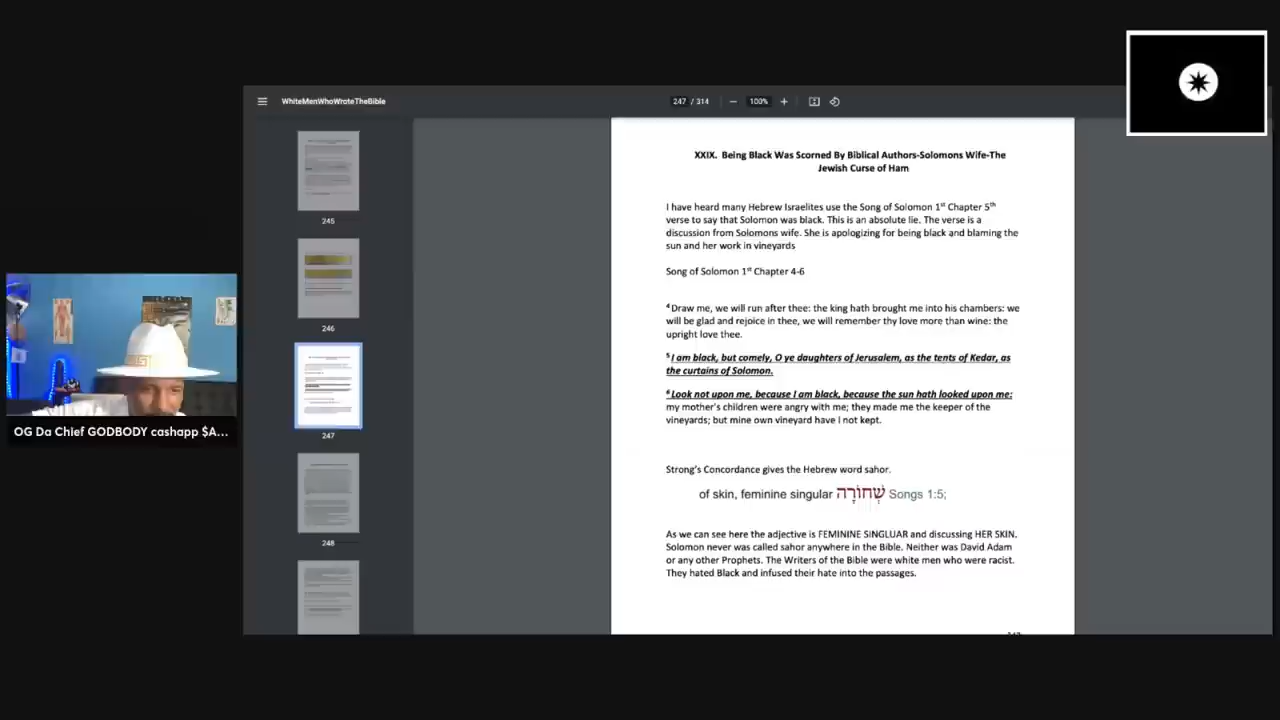 WhiteMenWhoWroteTheBible
247 / 314
100%
245
246
247
248
XXIX. Being Black Was Scorned By Biblical Authors-Solomons Wife-The
Jewish Curse of Ham
I have heard many Hebrew Israelites use the Song of Solomon 1st Chapter 5th
verse to say that Solomon was black. This is an absolute lie. The verse is a
discussion from Solomons wife. She is apologizing for being black and blaming the
sun and her work in vineyards
Song of Solomon 1st Chapter 4-6
4 Draw me, we will run after thee: the king hath brought me into his chambers: we
will be glad and rejoice in thee, we will remember thy love more than wine: the
upright love thee.
5 I am black, but comely, O ye daughters of Jerusalem, as the tents of Kedar, as
the curtains of Solomon.
6 Look not upon me, because I am black, because the sun hath looked upon me:
my mother's children were angry with me; they made me the keeper of the
vineyards; but mine own vineyard have I not kept.
Strong's Concordance gives the Hebrew word sahor.
of skin, feminine singular שְׁחוֹרָה Songs 1:5;
As we can see here the adjective is FEMININE SINGLUAR and discussing HER SKIN.
Solomon never was called sahor anywhere in the Bible. Neither was David Adam
or any other Prophets. The Writers of the Bible were white men who were racist.
They hated Black and infused their hate into the passages.
OG Da Chief GODBODY cashapp $A...